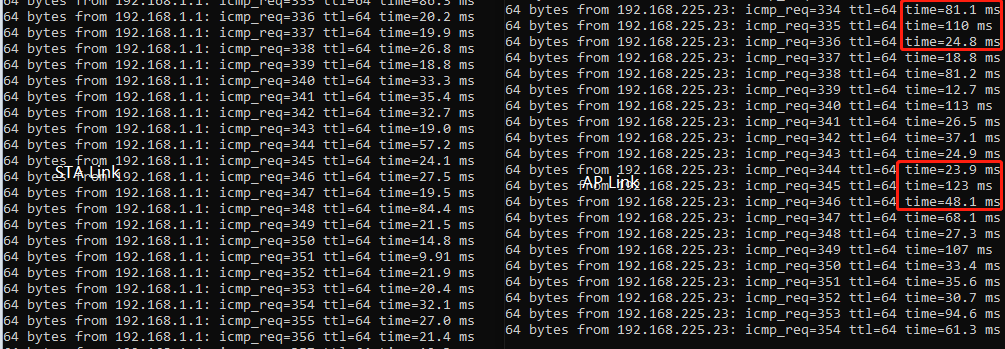 64 bytes from 192.168.1.1: icmp_req=335 ttl=64 time=86.3 ms
64 bytes from 192.168.1.1: icmp_req=336 ttl=64 time=20.2 ms
64 bytes from 192.168.1.1: icmp_req=337 ttl=64 time=19.9 ms
64 bytes from 192.168.1.1: icmp_req=338 ttl=64 time=26.8 ms
64 bytes from 192.168.1.1: icmp_req=339 ttl=64 time=18.8 ms
64 bytes from 192.168.1.1: icmp_req=340 ttl=64 time=33.3 ms
64 bytes from 192.168.1.1: icmp_req=341 ttl=64 time=35.4 ms
64 bytes from 192.168.1.1: icmp_req=342 ttl=64 time=32.7 ms
64 bytes from 192.168.1.1: icmp_req=343 ttl=64 time=19.0 ms
64 bytes from 192.168.1.1: icmp_req=344 ttl=64 time=57.2 ms
64 bytes from 192.168.1.1: icmp_req=345 ttl=64 time=24.1 ms
STA Link
64 bytes from 192.168.1.1: icmp_req=346 ttl=64 time=27.5 ms
64 bytes from 192.168.1.1: icmp_req=347 ttl=64 time=19.5 ms
64 bytes from 192.168.1.1: icmp_req=348 ttl=64 time=84.4 ms
64 bytes from 192.168.1.1: icmp_req=349 ttl=64 time=21.5 ms
64 bytes from 192.168.1.1: icmp_req=350 ttl=64 time=14.8 ms
64 bytes from 192.168.1.1: icmp_req=351 ttl=64 time=9.91 ms
64 bytes from 192.168.1.1: icmp_req=352 ttl=64 time=21.9 ms
64 bytes from 192.168.1.1: icmp_req=353 ttl=64 time=20.4 ms
64 bytes from 192.168.1.1: icmp_req=354 ttl=64 time=32.1 ms
64 bytes from 192.168.1.1: icmp_req=355 ttl=64 time=27.0 ms
64 bytes from 192.168.1.1: icmp_req=356 ttl=64 time=21.4 ms
64 bytes from 192.168.225.23: icmp_req=334 ttl=64 time=81.1 ms
64 bytes from 192.168.225.23: icmp_req=335 ttl=64 time=110 ms
64 bytes from 192.168.225.23: icmp_req=336 ttl=64 time=24.8 ms
64 bytes from 192.168.225.23: icmp_req=337 ttl=64 time=18.8 ms
64 bytes from 192.168.225.23: icmp_req=338 ttl=64 time=81.2 ms
64 bytes from 192.168.225.23: icmp_req=339 ttl=64 time=12.7 ms
64 bytes from 192.168.225.23: icmp_req=340 ttl=64 time=113 ms
64 bytes from 192.168.225.23: icmp_req=341 ttl=64 time=26.5 ms
64 bytes from 192.168.225.23: icmp_req=342 ttl=64 time=37.1 ms
64 bytes from 192.168.225.23: icmp_req=343 ttl=64 time=24.9 ms
64 bytes from 192.168.225.23: icmp_req=344 ttl=64 time=23.9 ms
AP Link
64 bytes from 192.168.225.23: icmp_req=345 ttl=64 time=123 ms
64 bytes from 192.168.225.23: icmp_req=346 ttl=64 time=48.1 ms
64 bytes from 192.168.225.23: icmp_req=347 ttl=64 time=68.1 ms
64 bytes from 192.168.225.23: icmp_req=348 ttl=64 time=27.3 ms
64 bytes from 192.168.225.23: icmp_req=349 ttl=64 time=107 ms
64 bytes from 192.168.225.23: icmp_req=350 ttl=64 time=33.4 ms
64 bytes from 192.168.225.23: icmp_req=351 ttl=64 time=35.6 ms
64 bytes from 192.168.225.23: icmp_req=352 ttl=64 time=30.7 ms
64 bytes from 192.168.225.23: icmp_req=353 ttl=64 time=94.6 ms
64 bytes from 192.168.225.23: icmp_req=354 ttl=64 time=61.3 ms